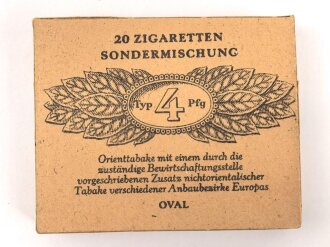 20 ZIGARETTEN
SONDERMISCHUNG
Typ 4 Pfg
Orienttabake mit einem durch die
zuständige Bewirtschaftungsstelle
vorgeschriebenen Zusatz nichtorientalischer
Tabake verschiedener Anbaubezirke Europas
OVAL